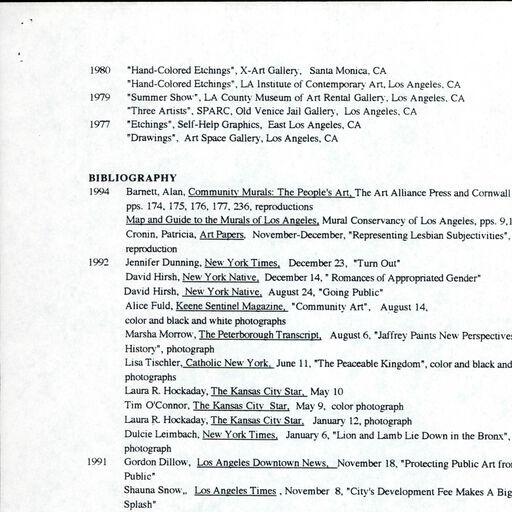 1980 "Hand-Colored Etchings", X-Art Gallery, Santa Monica, CA
"Hand-Colored Etchings", LA Institute of Contemporary Art, Los Angeles, CA
1979 "Summer Show", LA County Museum of Art Rental Gallery, Los Angeles, CA
"Three Artists", SPARC, Old Venice Jail Gallery, Los Angeles, CA
1977 "Etchings", Self-Help Graphics, East Los Angeles, CA
"Drawings", Art Space Gallery, Los Angeles, CA
BIBLIOGRAPHY
1994 Barnett, Alan, Community Murals: The People's Art, The Art Alliance Press and Cornwall
pps. 174, 175, 176, 177, 236, reproductions
Map and Guide to the Murals of Los Angeles, Mural Conservancy of Los Angeles, pps. 9,1
Cronin, Patricia, Art Papers, November-December, "Representing Lesbian Subjectivities",
reproduction
1992 Jennifer Dunning, New York Times, December 23, "Turn Out"
David Hirsh, New York Native, December 14, " Romances of Appropriated Gender"
David Hirsh, New York Native, August 24, "Going Public"
Alice Fuld, Keene Sentinel Magazine, "Community Art", August 14,
color and black and white photographs
Marsha Morrow, The Peterborough Transcript, August 6, "Jaffrey Paints New Perspectives
History", photograph
Lisa Tischler, Catholic New York, June 11, "The Peaceable Kingdom", color and black and
photographs
Laura R. Hockaday, The Kansas City Star, May 10
Tim O'Connor, The Kansas City Star, May 9, color photograph
Laura R. Hockaday, The Kansas City Star, January 12, photograph
Dulcie Leimbach, New York Times, January 6, "Lion and Lamb Lie Down in the Bronx",
photograph
1991 Gordon Dillow, Los Angeles Downtown News, November 18, "Protecting Public Art from
Public"
Shauna Snow,, Los Angeles Times , November 8, "City's Development Fee Makes A Big
Splash"